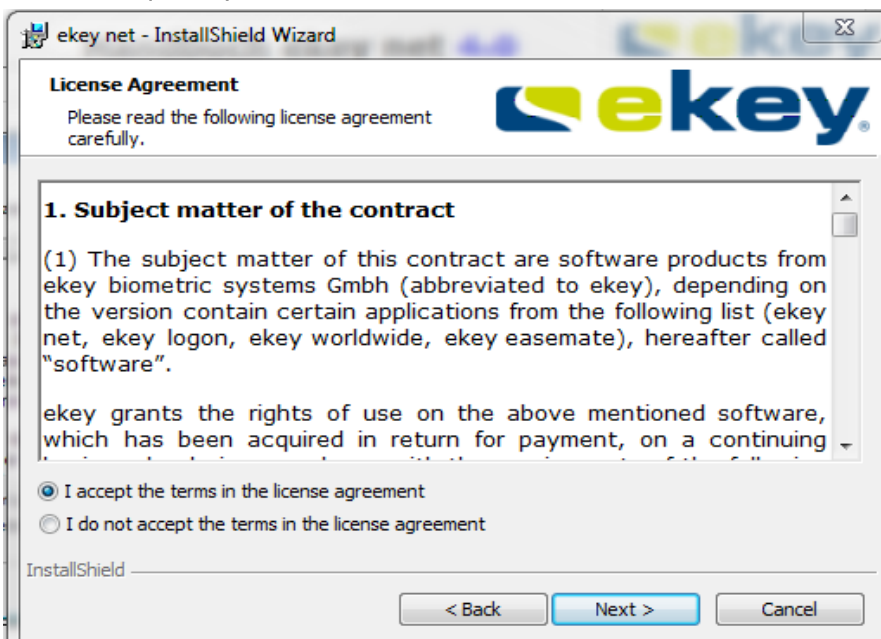 ekey net - InstallShield Wizard
License Agreement
Please read the following license agreement
carefully.
ekey
®
1. Subject matter of the contract
(1) The subject matter of this contract are software products from
ekey biometric systems Gmbh (abbreviated to ekey), depending on
the version contain certain applications from the following list (ekey
net, ekey logon, ekey worldwide, ekey easemate), hereafter called
“software”.
ekey grants the rights of use on the above mentioned software,
which has been acquired in return for payment, on a continuing
I accept the terms in the license agreement
I do not accept the terms in the license agreement
InstallShield
< Back
Next >
Cancel